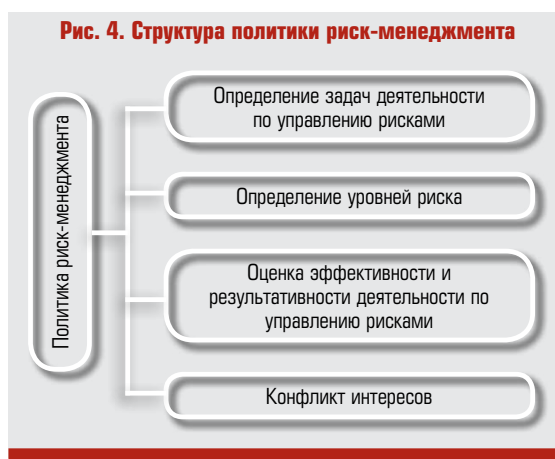 Рис. 4. Структура политики риск-менеджмента
Политика риск-менеджмента
Определение задач деятельности
по управлению рисками
Определение уровней риска
Оценка эффективности и
результативности деятельности по
управлению рисками
Конфликт интересов